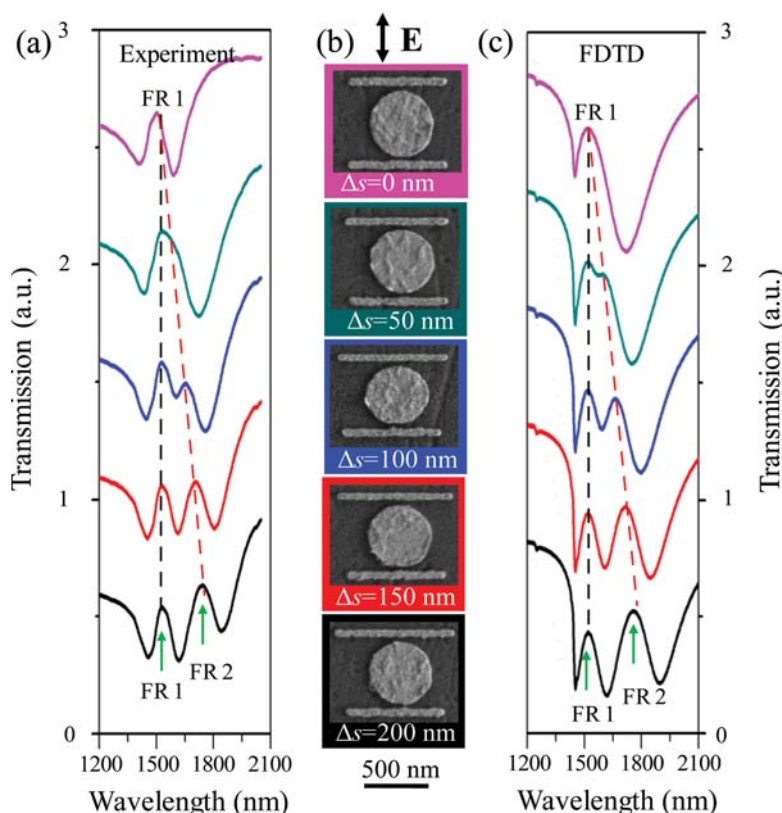 (a)
Experiment
FR 1
FR 1
FR 2
3
2
1
0
1200 1500 1800 2100
Wavelength (nm)
Transmission (a.u.)
(b)
E
Δs=0 nm
Δs=50 nm
Δs=100 nm
Δs=150 nm
Δs=200 nm
500 nm
(c)
FDTD
FR 1
FR 1
FR 2
3
2
1
0
1200 1500 1800 2100
Wavelength (nm)
Transmission (a.u.)